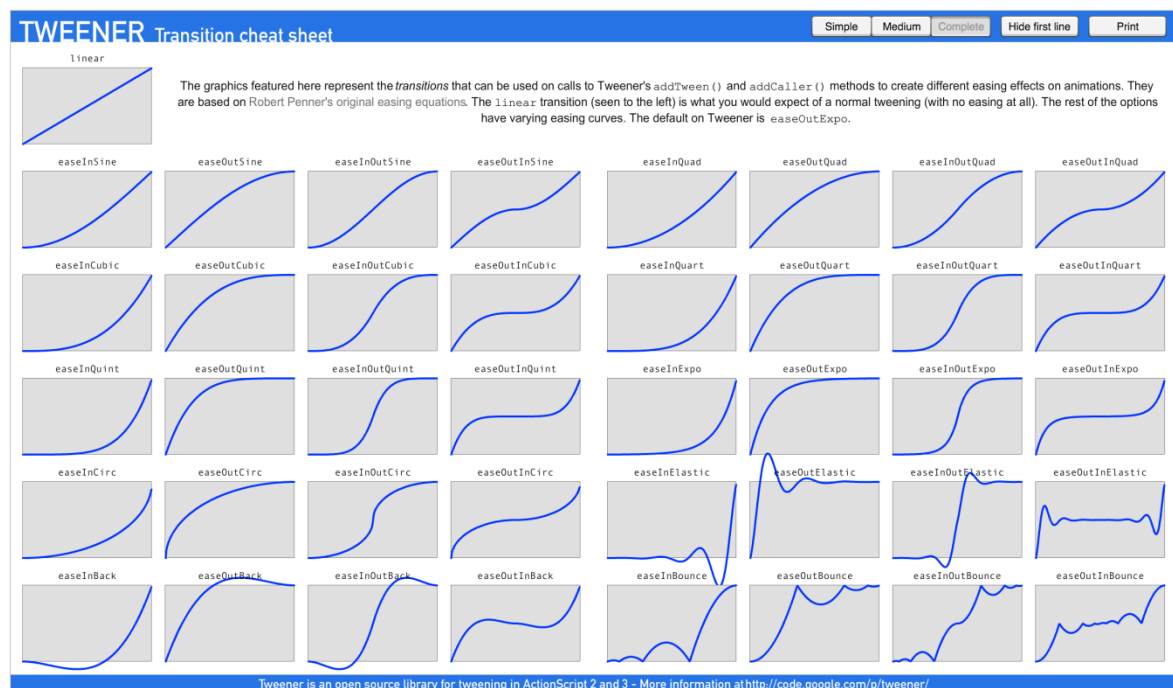 TWEENER Transition cheat sheet
Simple Medium Complete Hide first line Print
linear
The graphics featured here represent the transitions that can be used on calls to Tweener's addTween() and addCaller() methods to create different easing effects on animations. They
are based on Robert Penner's original easing equations. The linear transition (seen to the left) is what you would expect of a normal tweening (with no easing at all). The rest of the options
have varying easing curves. The default on Tweener is easeOutExpo.
easeInSine easeOutSine easeInOutSine easeOutInSine easeInQuad easeOutQuad easeInOutQuad easeOutInQuad
easeInCubic easeOutCubic easeInOutCubic easeOutInCubic easeInQuart easeOutQuart easeInOutQuart easeOutInQuart
easeInQuint easeOutQuint easeInOutQuint easeOutInQuint easeInExpo easeOutExpo easeInOutExpo easeOutInExpo
easeInCirc easeOutCirc easeInOutCirc easeOutInCirc easeInElastic easeOutElastic easeInOutElastic easeOutInElastic
easeInBack easeOutBack easeInOutBack easeOutInBack easeInBounce easeOutBounce easeInOutBounce easeOutInBounce
Tweener is an open source library for tweening in ActionScript 2 and 3 - More information at http://code.google.com/p/tweener/